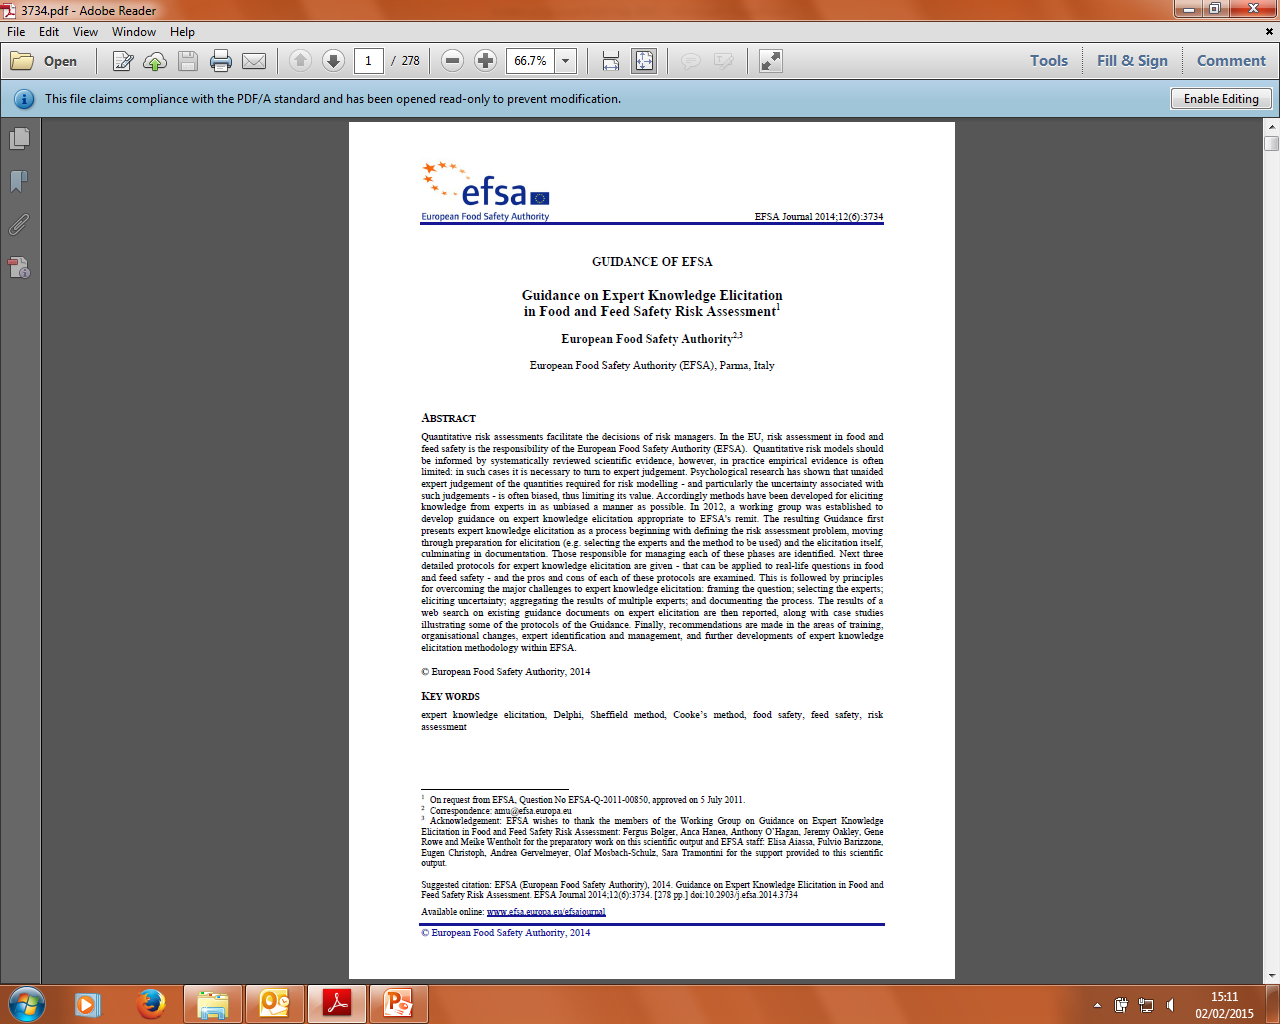 3734.pdf - Adobe Reader
File Edit View Window Help
Open 1 / 278 66.7% Tools Fill & Sign Comment
This file claims compliance with the PDF/A standard and has been opened read-only to prevent modification. Enable Editing
efsa
European Food Safety Authority
EFSA Journal 2014;12(6):3734
GUIDANCE OF EFSA
Guidance on Expert Knowledge Elicitation
in Food and Feed Safety Risk Assessment1
European Food Safety Authority2,3
European Food Safety Authority (EFSA), Parma, Italy
ABSTRACT
Quantitative risk assessments facilitate the decisions of risk managers. In the EU, risk assessment in food and
feed safety is the responsibility of the European Food Safety Authority (EFSA). Quantitative risk models should
be informed by systematically reviewed scientific evidence, however, in practice empirical evidence is often
limited: in such cases it is necessary to turn to expert judgement. Psychological research has shown that unaided
expert judgement of the quantities required for risk modelling - and particularly the uncertainty associated with
such judgements - is often biased, thus limiting its value. Accordingly methods have been developed for eliciting
knowledge from experts in as unbiased a manner as possible. In 2012, a working group was established to
develop guidance on expert knowledge elicitation appropriate to EFSA's remit. The resulting Guidance first
presents expert knowledge elicitation as a process beginning with defining the risk assessment problem, moving
through preparation for elicitation (e.g. selecting the experts and the method to be used) and the elicitation itself,
culminating in documentation. Those responsible for managing each of these phases are identified. Next three
detailed protocols for expert knowledge elicitation are given - that can be applied to real-life questions in food
and feed safety - and the pros and cons of each of these protocols are examined. This is followed by principles
for overcoming the major challenges to expert knowledge elicitation: framing the question; selecting the experts;
eliciting uncertainty; aggregating the results of multiple experts; and documenting the process. The results of a
web search on existing guidance documents on expert elicitation are then reported, along with case studies
illustrating some of the protocols of the Guidance. Finally, recommendations are made in the areas of training,
organisational changes, expert identification and management, and further developments of expert knowledge
elicitation methodology within EFSA.
© European Food Safety Authority, 2014
KEY WORDS
expert knowledge elicitation, Delphi, Sheffield method, Cooke's method, food safety, feed safety, risk
assessment
1 On request from EFSA, Question No EFSA-Q-2011-00850, approved on 5 July 2011.
2 Correspondence: amu@efsa.europa.eu
3 Acknowledgement: EFSA wishes to thank the members of the Working Group on Guidance on Expert Knowledge
Elicitation in Food and Feed Safety Risk Assessment: Fergus Bolger, Anca Hanea, Anthony O'Hagan, Jeremy Oakley, Gene
Rowe and Meike Wentholt for the preparatory work on this scientific output and EFSA staff: Elisa Aiassa, Fulvio Barizzone,
Eugen Christoph, Andrea Gervelmeyer, Olaf Mosbach-Schulz, Sara Tramontini for the support provided to this scientific
output.
Suggested citation: EFSA (European Food Safety Authority), 2014. Guidance on Expert Knowledge Elicitation in Food and
Feed Safety Risk Assessment. EFSA Journal 2014;12(6):3734. [278 pp.] doi:10.2903/j.efsa.2014.3734
Available online: www.efsa.europa.eu/efsajournal
© European Food Safety Authority, 2014
15:11
02/02/2015